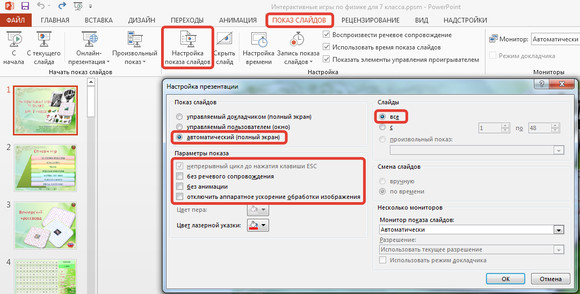 Интерактивные игры по физике для 7 класса.pppm - PowerPoint
ФАЙЛ ГЛАВНАЯ ВСТАВКА ДИЗАЙН ПЕРЕХОДЫ АНИМАЦИЯ ПОКАЗ СЛАЙДОВ РЕЦЕНЗИРОВАНИЕ ВИД НАДСТРОЙКИ
С начала
С текущего слайда
Онлайн-презентация
Произвольный показ
Настройка показа слайдов
Скрыть слайд
Настройка времени
Запись показа слайдов
Воспроизвести речевое сопровождение
Использовать время показа слайдов
Показать элементы управления проигрывателем
Монитор: Автоматически
Режим докладчика
Начать показ слайдов Настройка Мониторы
1
2
3
4
Настройка презентации
Показ слайдов
управляемый докладчиком (полный экран)
управляемый пользователем (окно)
автоматический (полный экран)
Параметры показа
непрерывный цикл до нажатия клавиши ESC
без речевого сопровождения
без анимации
отключить аппаратное ускорение обработки изображения
Цвет пера:
Цвет лазерной указки:
Слайды
все
с 1 по 48
произвольный показ:
Смена слайдов
вручную
по времени
Несколько мониторов
Монитор показа слайдов:
Автоматически
Разрешение:
Использовать текущее разрешение
Использовать режим докладчика
ОК Отмена